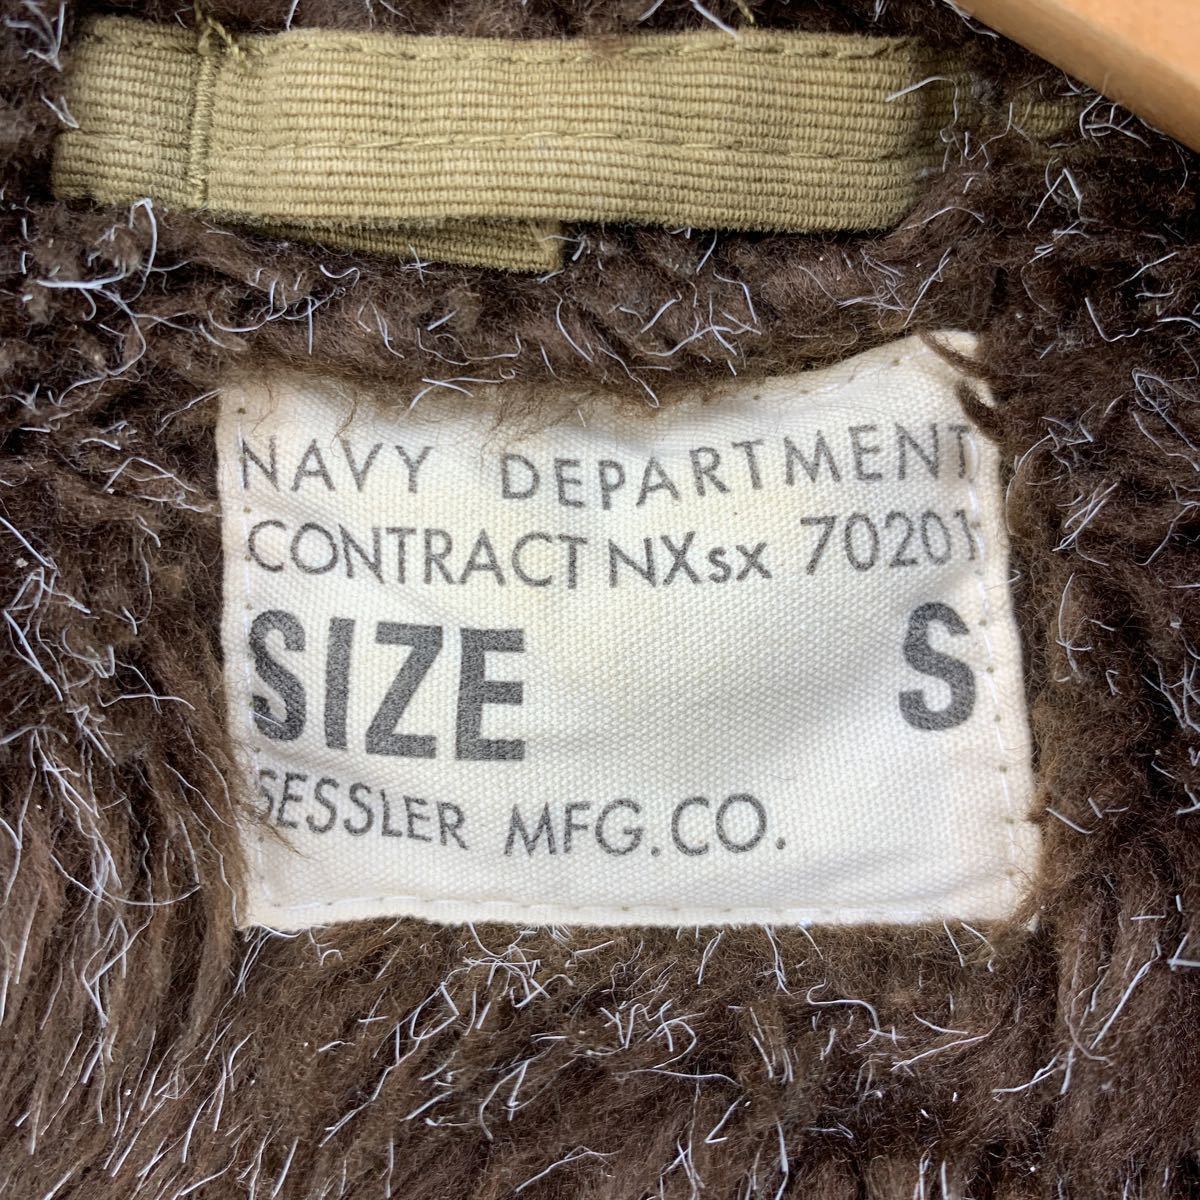 NAVY DEPARTMENT
CONTRACT NXsx 70201
SIZE S
SESSLER MFG. CO.